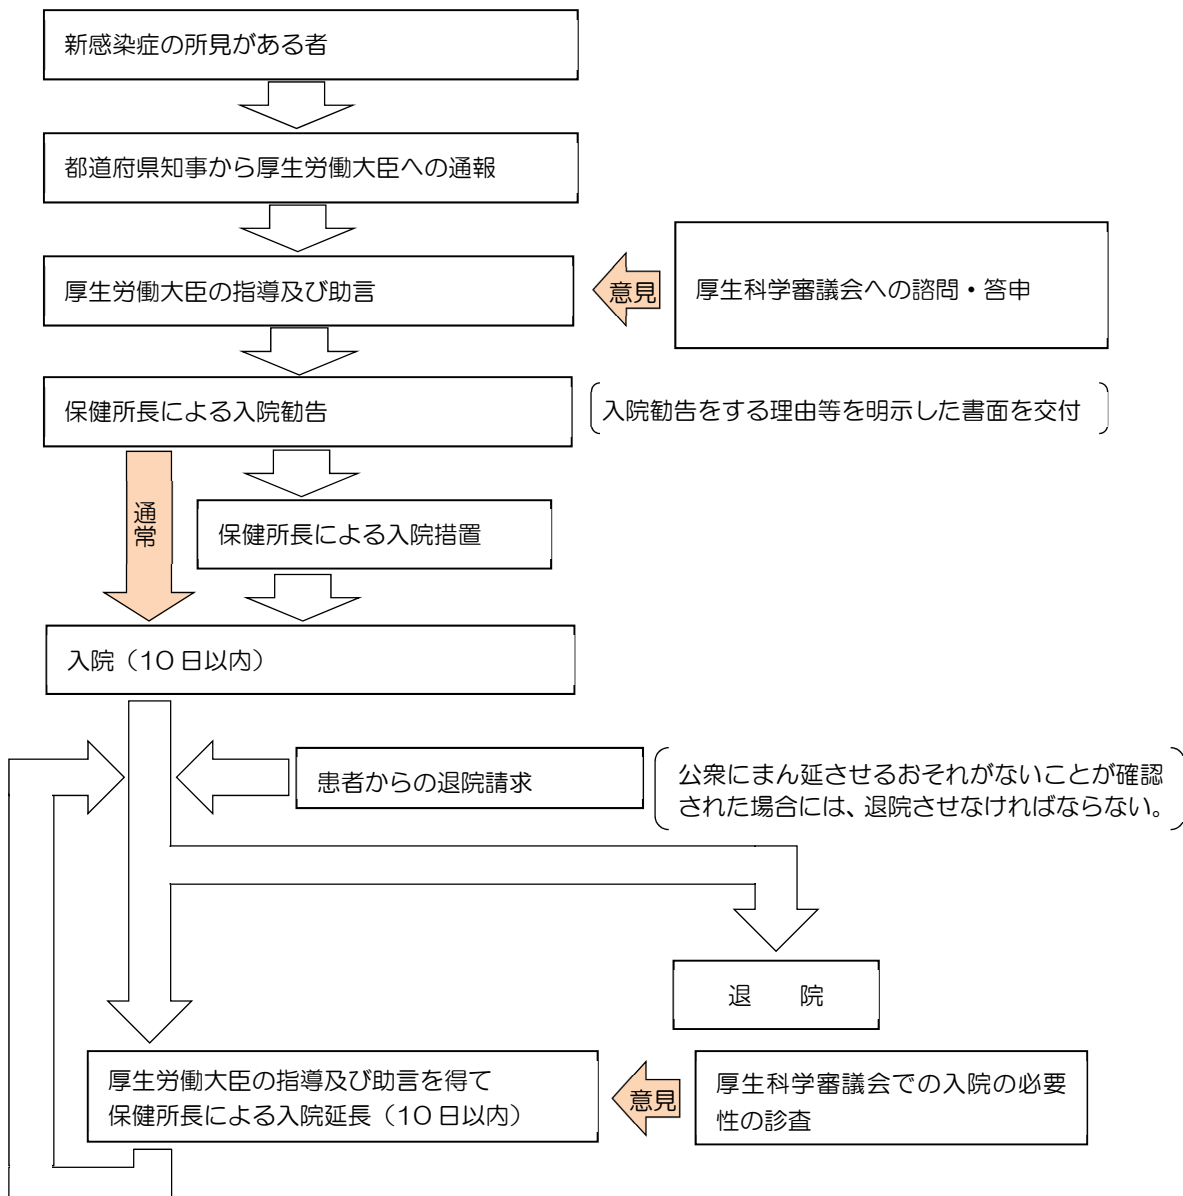 新感染症の所見がある者
都道府県知事から厚生労働大臣への通報
厚生労働大臣の指導及び助言
意見
厚生科学審議会への諮問・答申
保健所長による入院勧告
入院勧告をする理由等を明示した書面を交付
通常
保健所長による入院措置
入院（10日以内）
患者からの退院請求
公衆にまん延させるおそれがないことが確認
された場合には、退院させなければならない。
退　　院
厚生労働大臣の指導及び助言を得て
保健所長による入院延長（10日以内）
意見
厚生科学審議会での入院の必要
性の診査